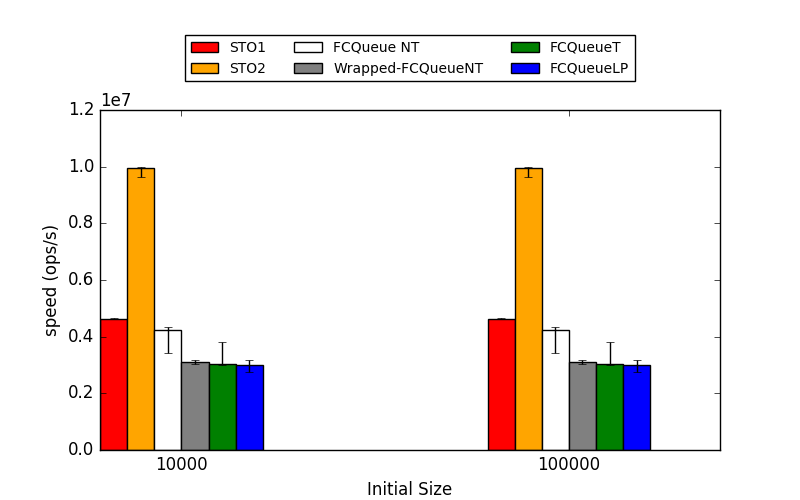 STO1 FCQueue NT FCQueueT
STO2 Wrapped-FCQueueNT FCQueueLP
1e7
1.2
1.0
0.8
0.6
0.4
0.2
0.0
speed (ops/s)
10000 100000
Initial Size